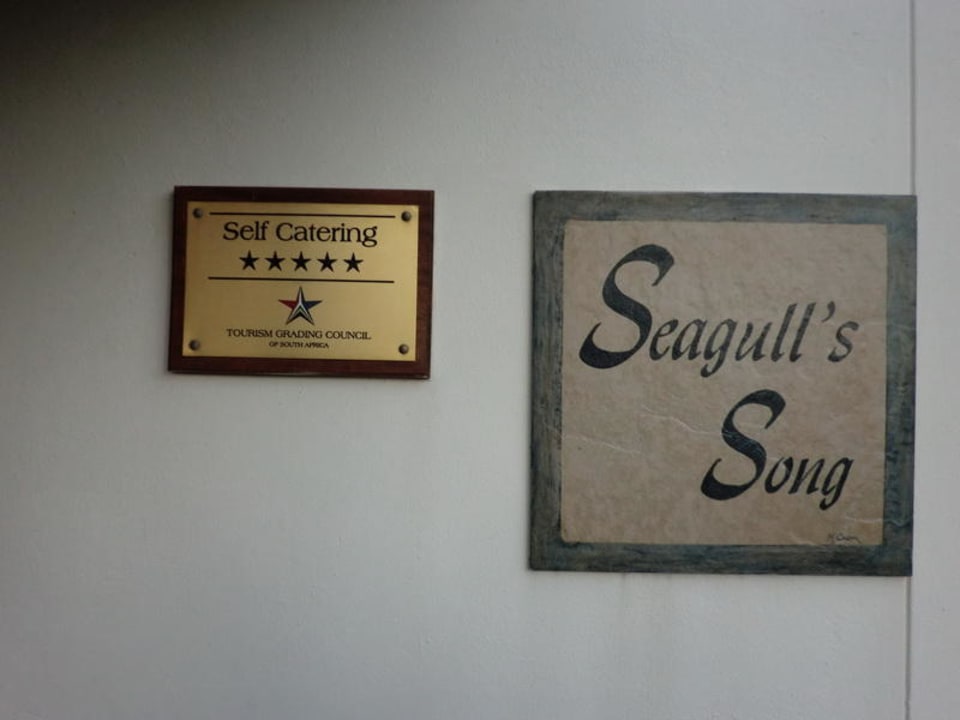 Self Catering
★★★★★
TOURISM GRADING COUNCIL
OF SOUTH AFRICA
Seagull's
Song